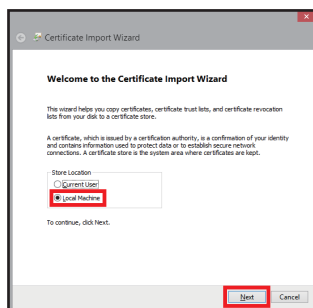 Certificate Import Wizard
Welcome to the Certificate Import Wizard
This wizard helps you copy certificates, certificate trust lists, and certificate revocation
lists from your disk to a certificate store.
A certificate, which is issued by a certification authority, is a confirmation of your identity
and contains information used to protect data or to establish secure network
connections. A certificate store is the system area where certificates are kept.
Store Location
Current User
Local Machine
To continue, click Next.
Next Cancel